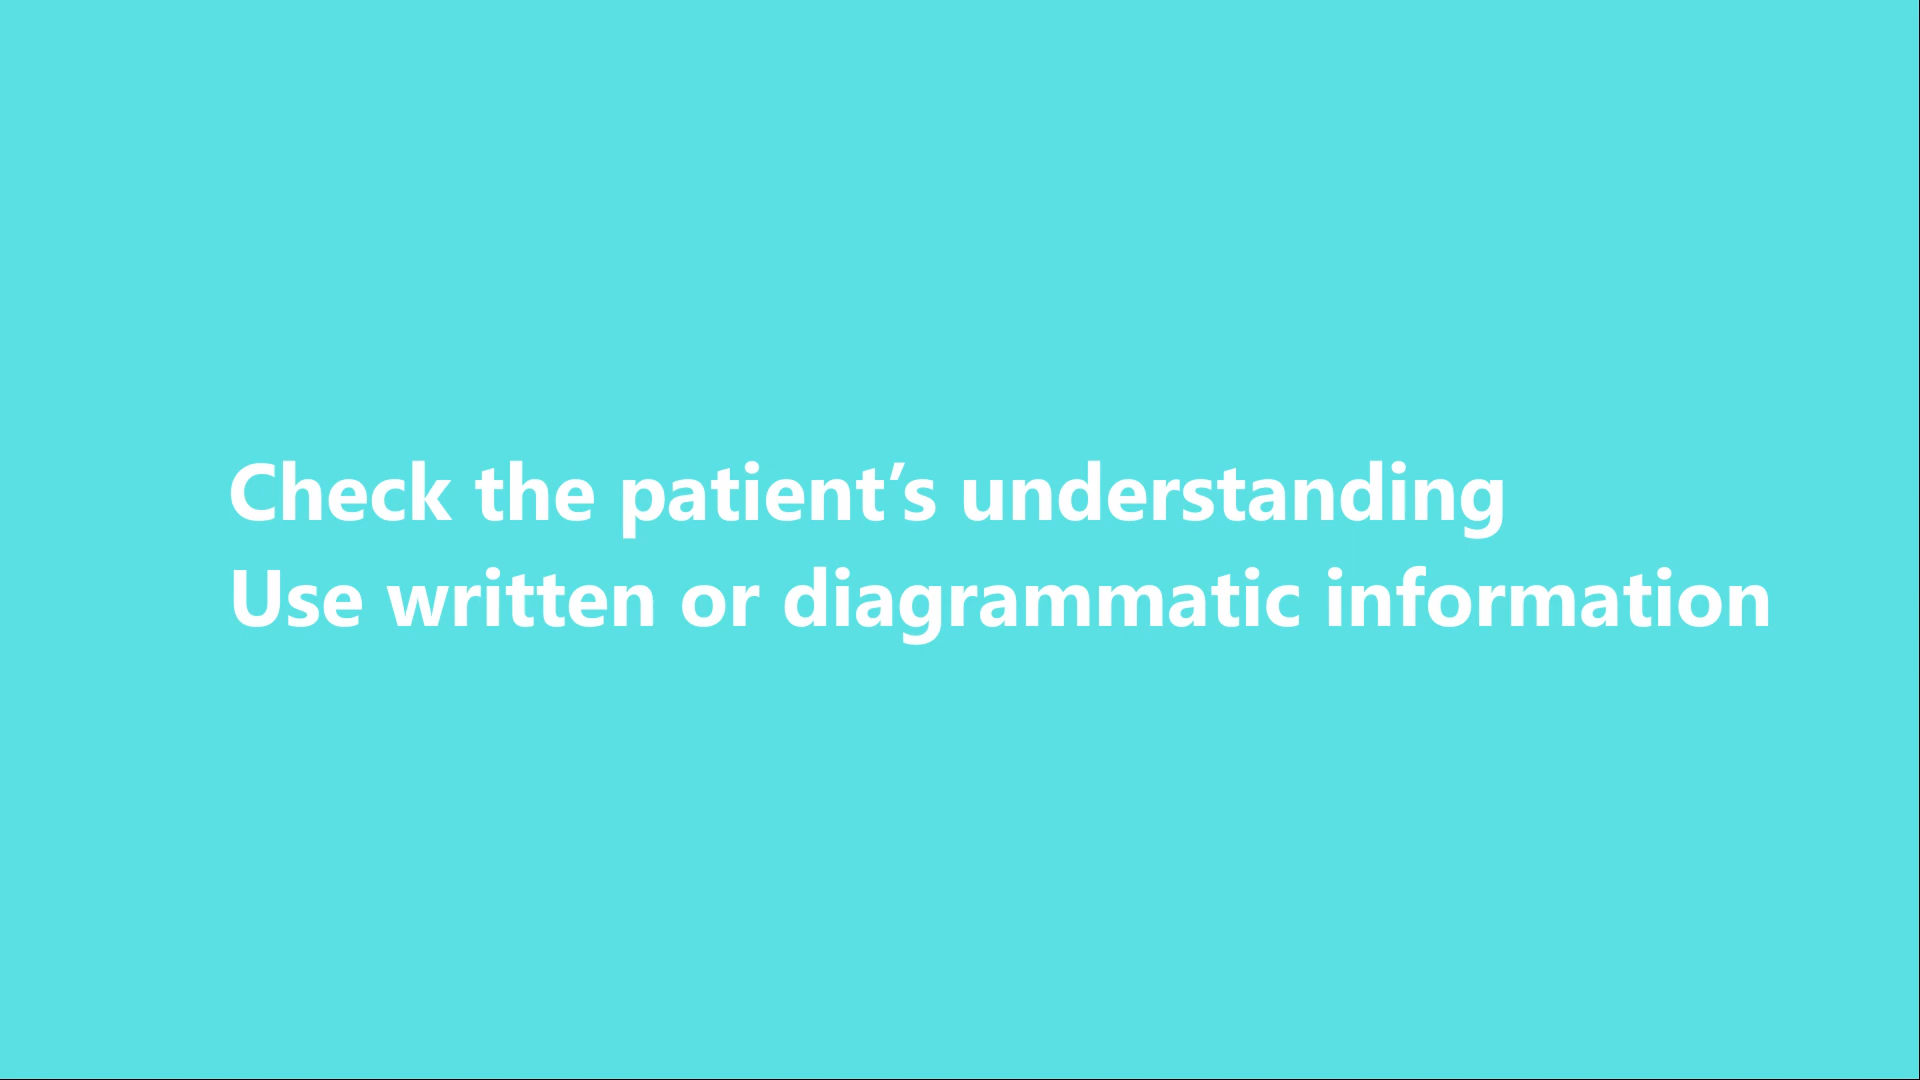 Check the patient’s understanding
Use written or diagrammatic information